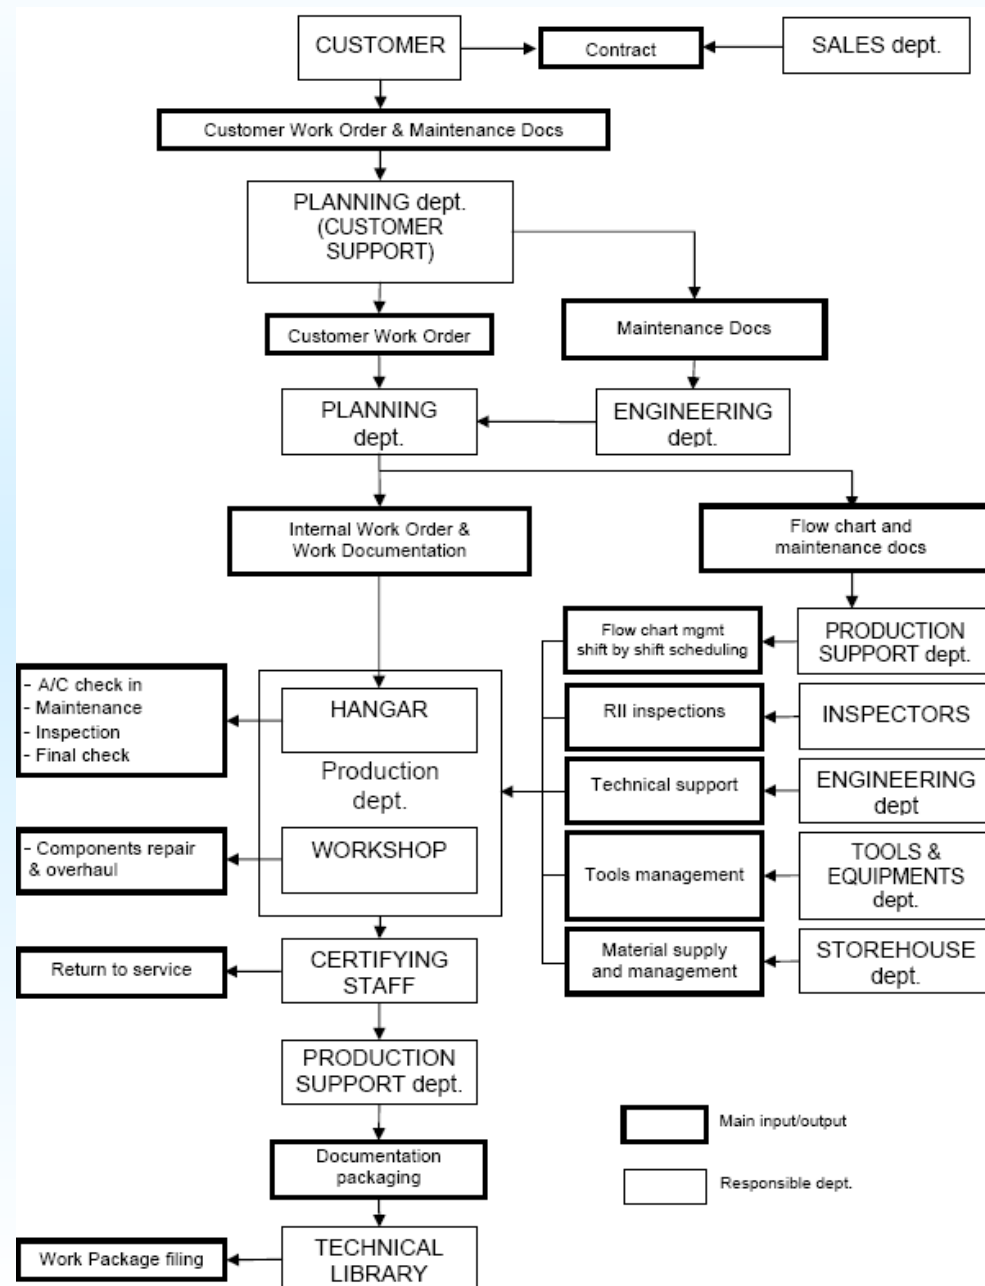 CUSTOMER
Contract
SALES dept.
Customer Work Order & Maintenance Docs
PLANNING dept.
(CUSTOMER
SUPPORT)
Customer Work Order
Maintenance Docs
PLANNING
dept.
ENGINEERING
dept.
Internal Work Order &
Work Documentation
Flow chart and
maintenance docs
Flow chart mgmt
shift by shift scheduling
PRODUCTION
SUPPORT dept.
- A/C check in
- Maintenance
- Inspection
- Final check
HANGAR
RII inspections
INSPECTORS
Production
dept.
Technical support
ENGINEERING
dept
- Components repair
& overhaul
WORKSHOP
Tools management
TOOLS &
EQUIPMENTS
dept.
Return to service
CERTIFYING
STAFF
Material supply
and management
STOREHOUSE
dept.
PRODUCTION
SUPPORT dept.
Main input/output
Documentation
packaging
Responsible dept.
Work Package filing
TECHNICAL
LIBRARY